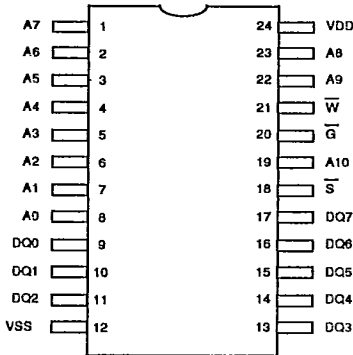 A7 1 24 VDD
A6 2 23 A8
A5 3 22 A9
A4 4 21 W̅
A3 5 20 G̅
A2 6 19 A10
A1 7 18 S̅
A0 8 17 DQ7
DQ0 9 16 DQ6
DQ1 10 15 DQ5
DQ2 11 14 DQ4
VSS 12 13 DQ3